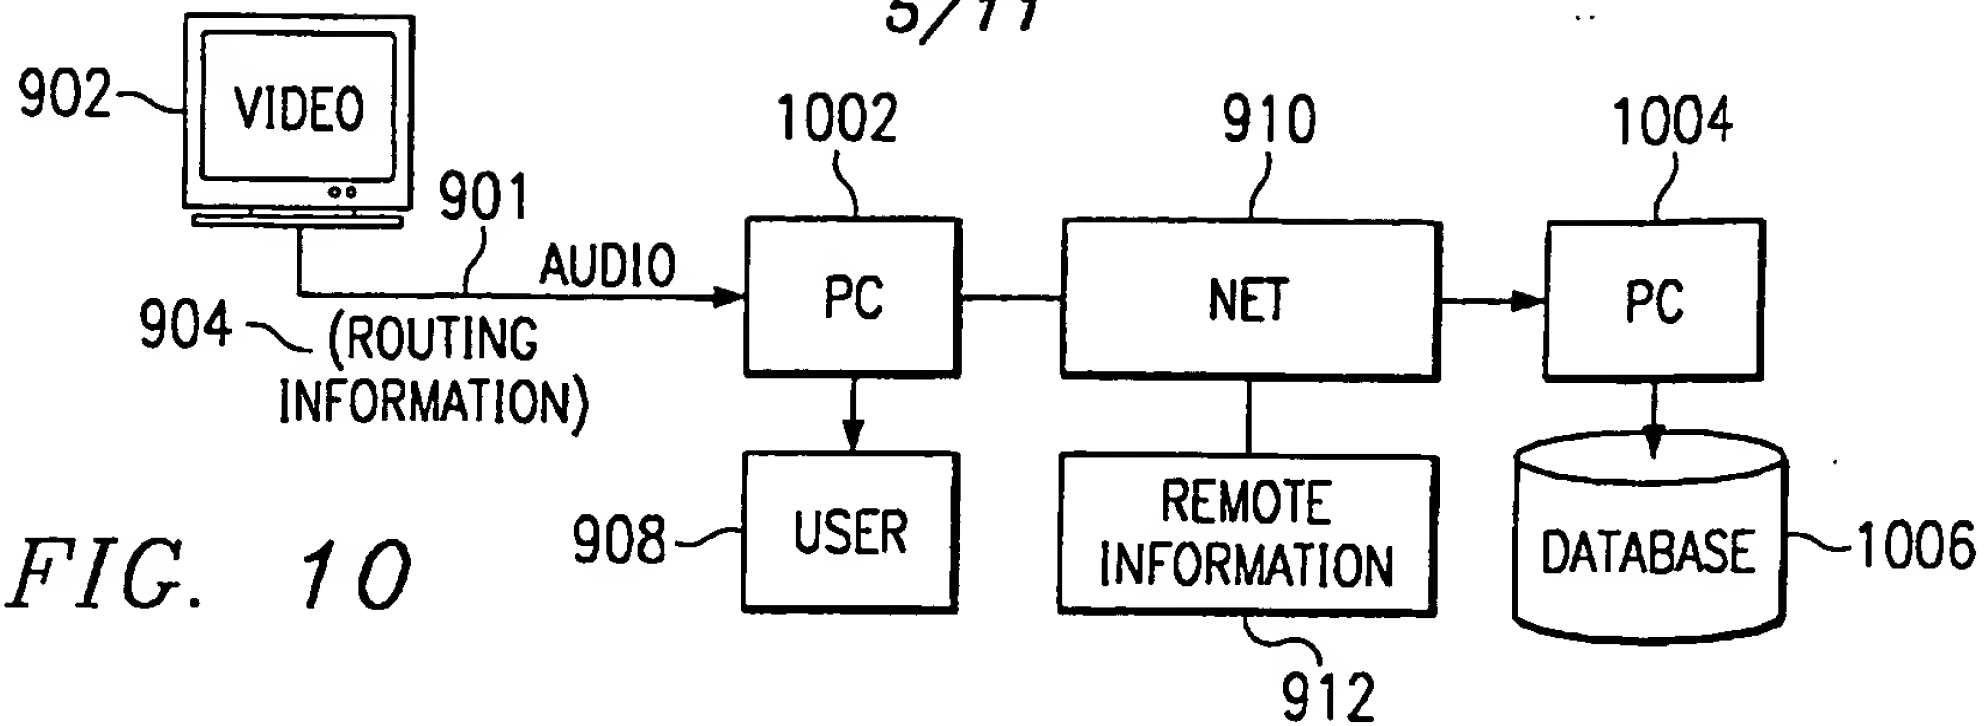 5/11
902
VIDEO
1002
910
1004
901
AUDIO
PC
NET
PC
904
(ROUTING
INFORMATION)
908
USER
REMOTE
INFORMATION
DATABASE
1006
912
FIG. 10